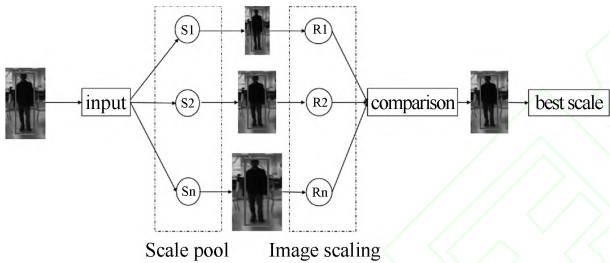 S1
R1
input
S2
R2
comparison
best scale
Sn
Rn
Scale pool
Image scaling